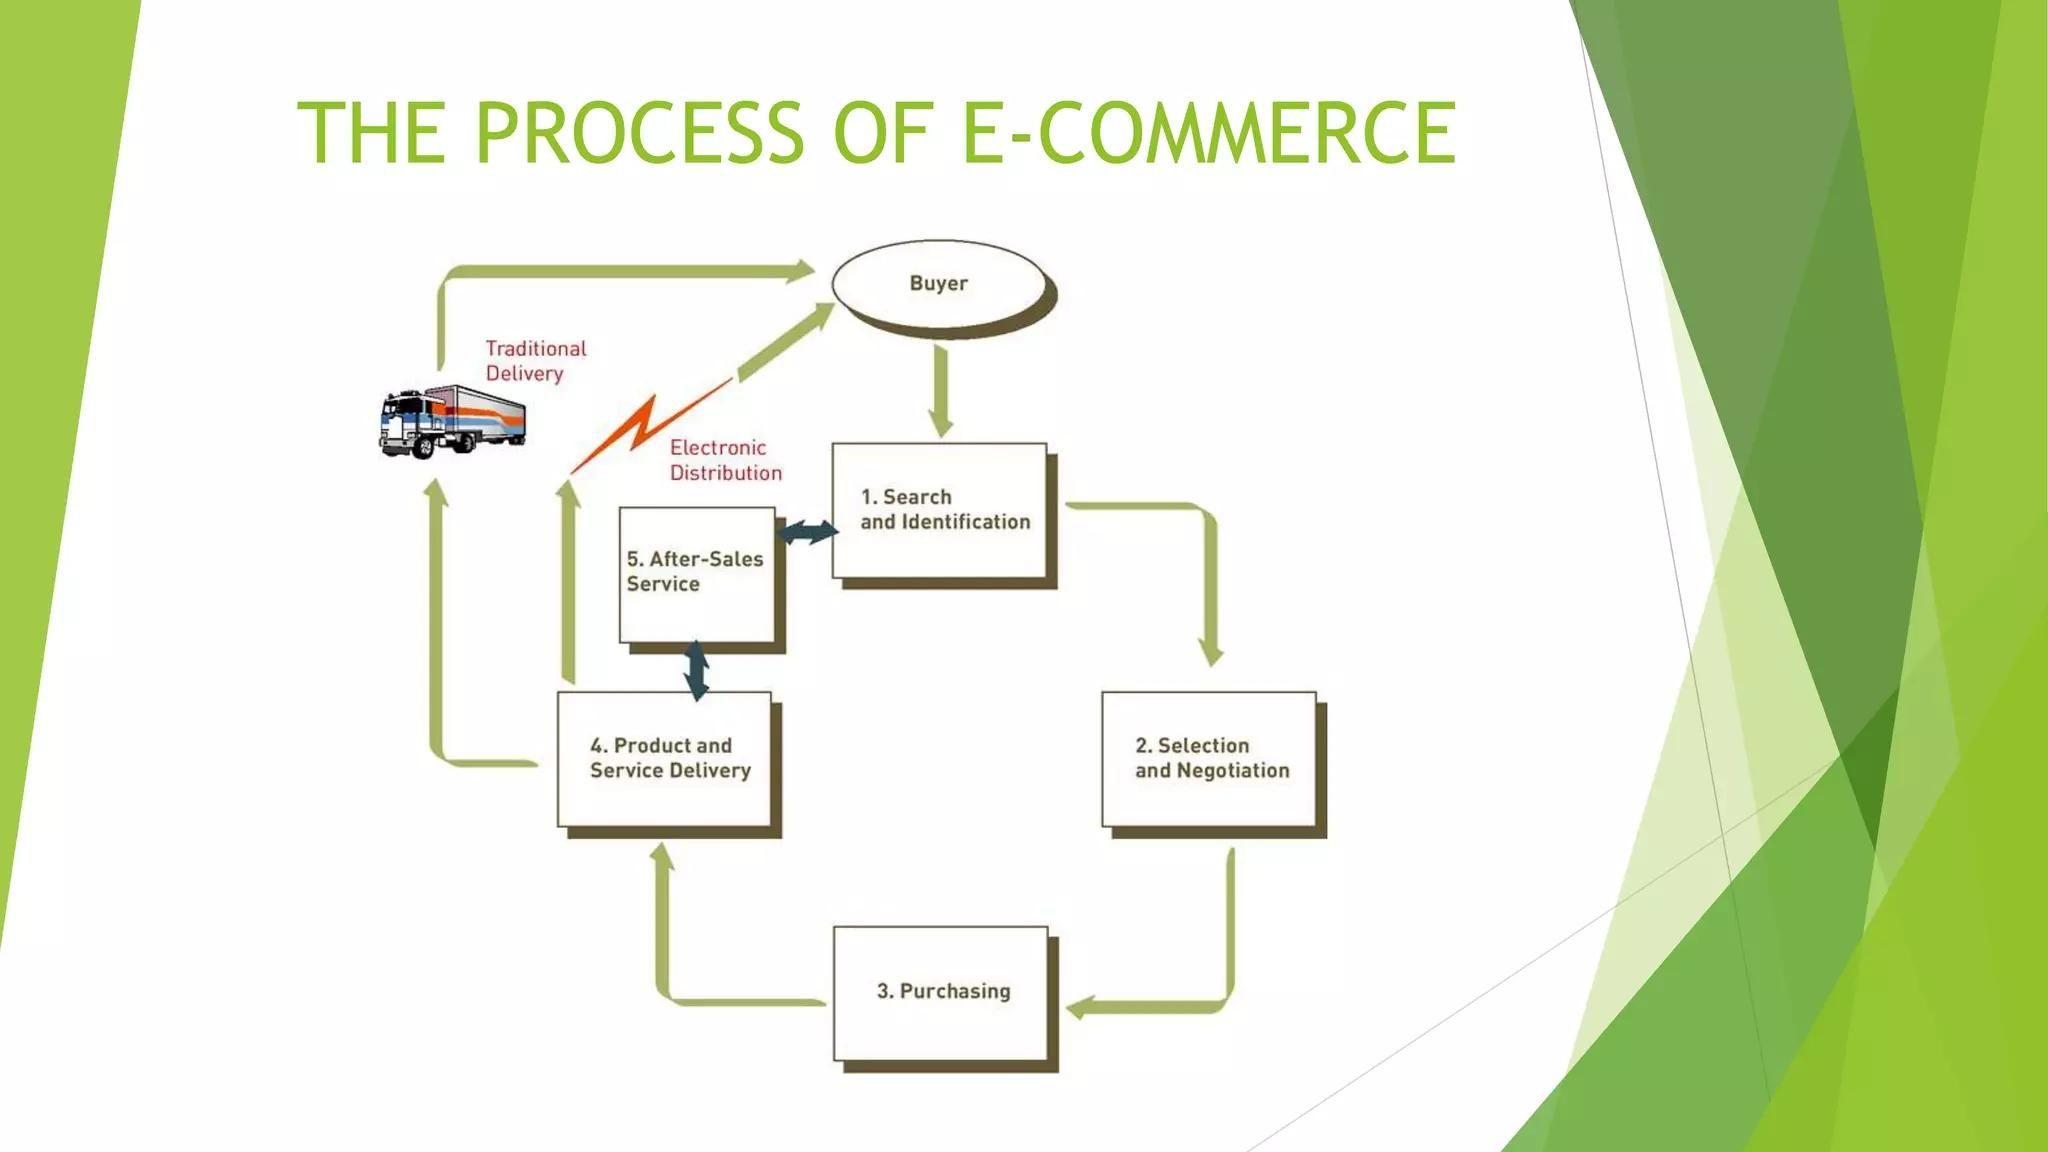 THE PROCESS OF E-COMMERCE
Buyer
Traditional
Delivery
Electronic
Distribution
1. Search
and Identification
5. After-Sales
Service
4. Product and
Service Delivery
2. Selection
and Negotiation
3. Purchasing